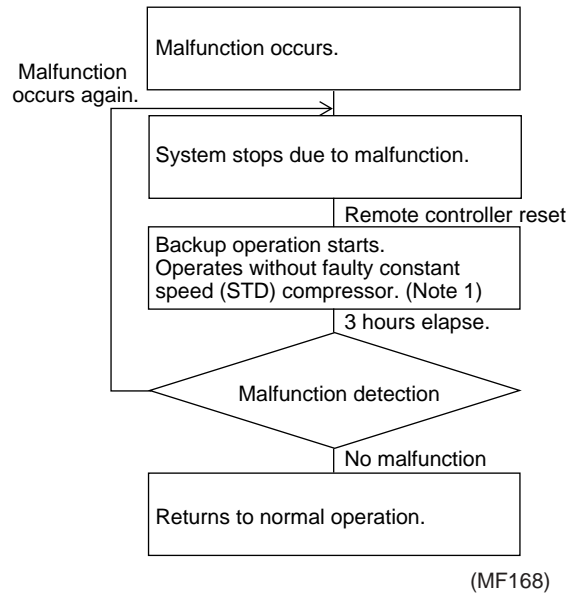 Malfunction occurs.
Malfunction
occurs again.
System stops due to malfunction.
Remote controller reset
Backup operation starts.
Operates without faulty constant
speed (STD) compressor. (Note 1)
3 hours elapse.
Malfunction detection
No malfunction
Returns to normal operation.
(MF168)